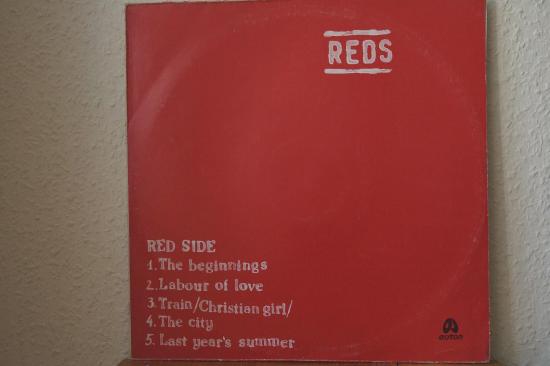 REDS
RED SIDE
1. The beginnings
2. Labour of love
3. Train/Christian girl/
4. The city
5. Last year's summer
auton